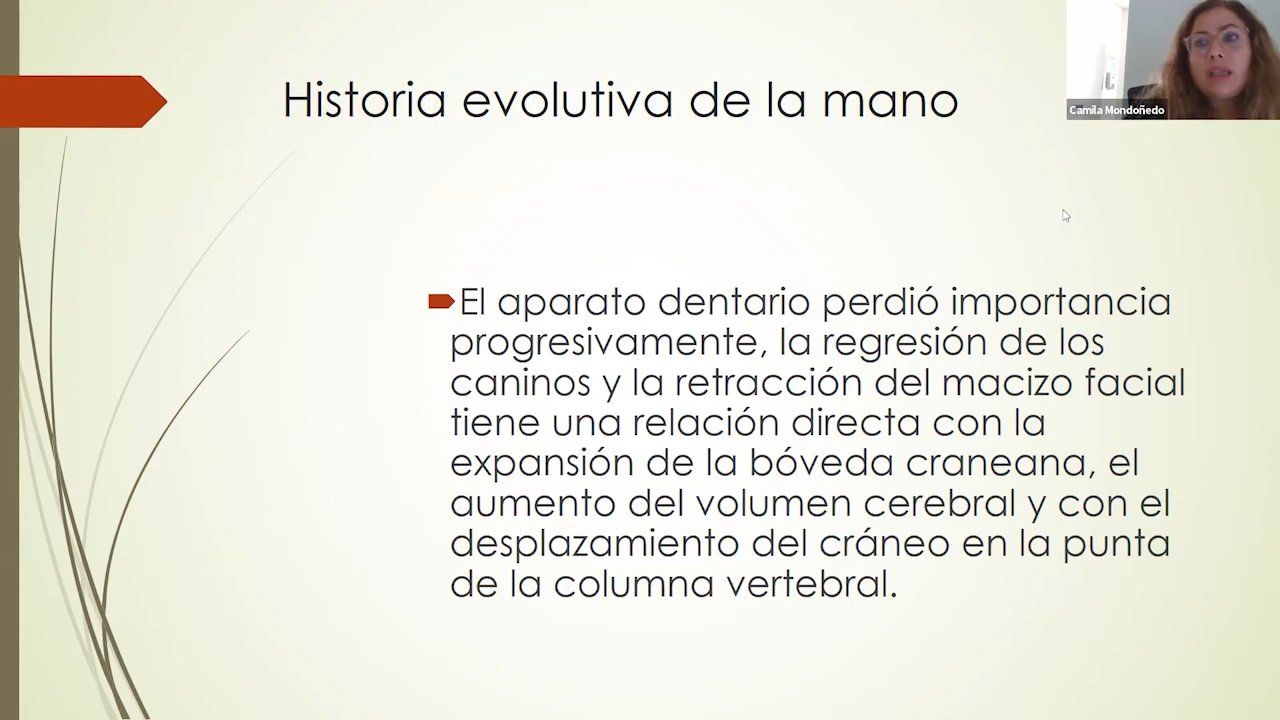 Historia evolutiva de la mano
Camila Mondoñedo
El aparato dentario perdió importancia
progresivamente, la regresión de los
caninos y la retracción del macizo facial
tiene una relación directa con la
expansión de la bóveda craneana, el
aumento del volumen cerebral y con el
desplazamiento del cráneo en la punta
de la columna vertebral.